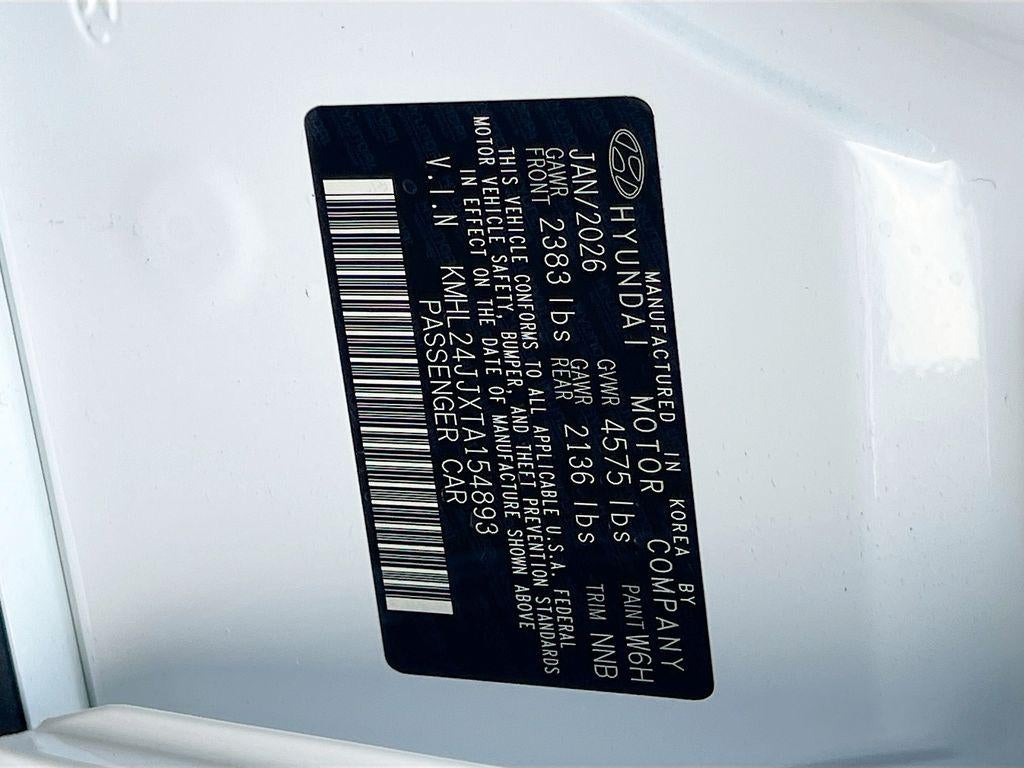 MANUFACTURED IN KOREA BY
HYUNDAI MOTOR COMPANY
JAN/2026 GVWR 4575 lbs PAINT W6H
GAWR FRONT 2383 lbs GAWR REAR 2136 lbs TRIM NNB
THIS VEHICLE CONFORMS TO ALL APPLICABLE U.S.A. FEDERAL
MOTOR VEHICLE SAFETY, BUMPER, AND THEFT PREVENTION STANDARDS
IN EFFECT ON THE DATE OF MANUFACTURE SHOWN ABOVE
V.I.N KMHL24JJXTA154893
PASSENGER CAR